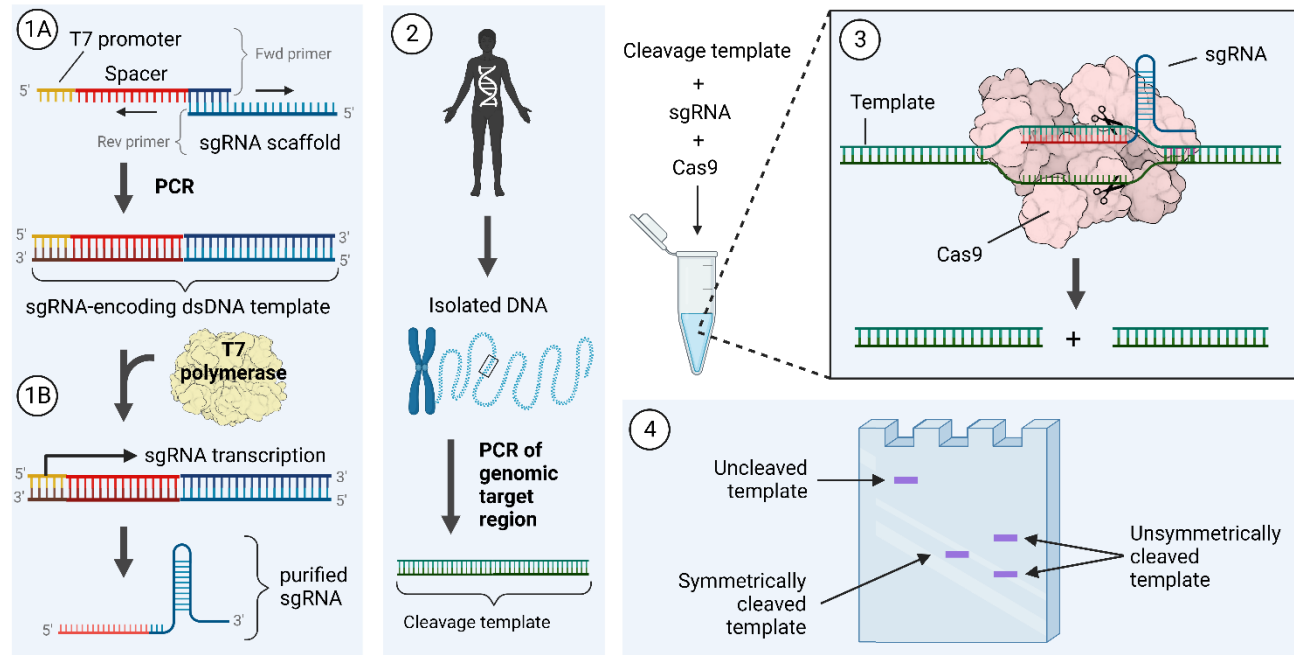 1A
T7 promoter
Fwd primer
Spacer
5'
5'
Rev primer
sgRNA scaffold
PCR
5'
3'
3'
5'
sgRNA-encoding dsDNA template
T7
polymerase
1B
sgRNA transcription
5'
3'
3'
5'
purified
sgRNA
5'
3'
2
Isolated DNA
PCR of
genomic
target
region
Cleavage template
Cleavage template
+
sgRNA
+
Cas9
3
sgRNA
Template
Cas9
+
4
Uncleaved
template
Symmetrically
cleaved
template
Unsymmetrically
cleaved
template